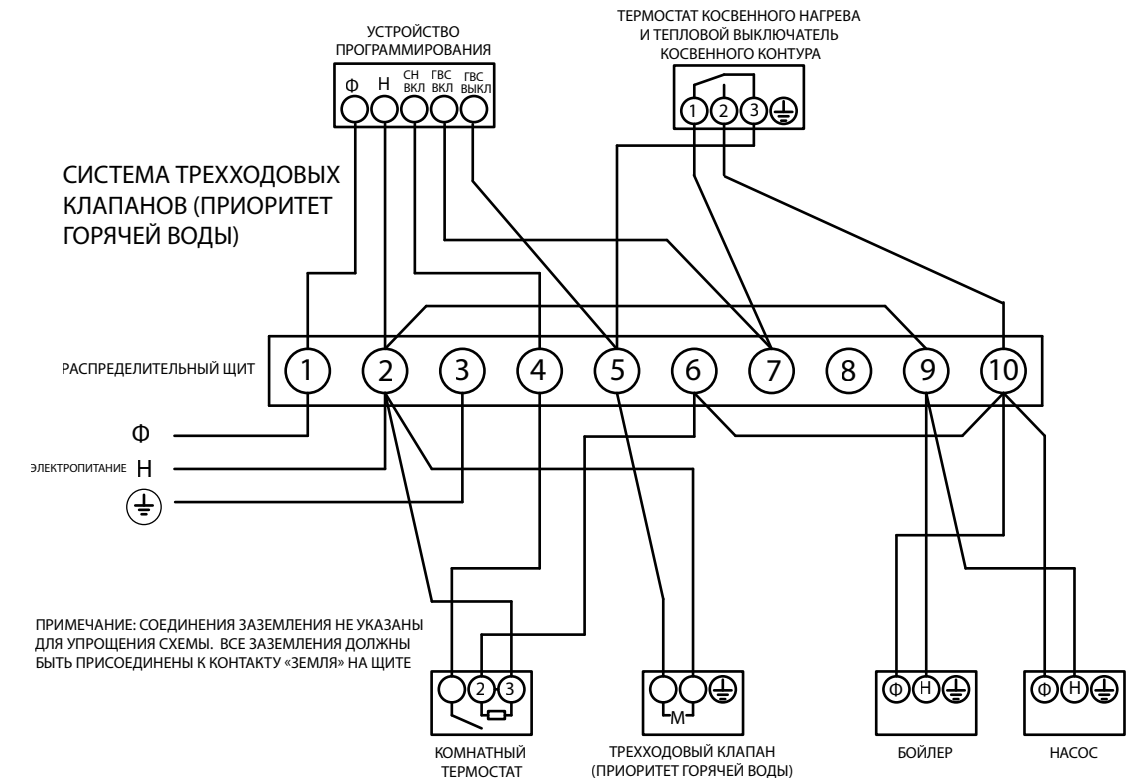 УСТРОЙСТВО
ПРОГРАММИРОВАНИЯ
Ф Н СН ВКЛ ГВС ВКЛ ГВС ВЫКЛ
ТЕРМОСТАТ КОСВЕННОГО НАГРЕВА
И ТЕПЛОВОЙ ВЫКЛЮЧАТЕЛЬ
КОСВЕННОГО КОНТУРА
1 2 3
СИСТЕМА ТРЕХХОДОВЫХ
КЛАПАНОВ (ПРИОРИТЕТ
ГОРЯЧЕЙ ВОДЫ)
РАСПРЕДЕЛИТЕЛЬНЫЙ ЩИТ
1 2 3 4 5 6 7 8 9 10
Ф
ЭЛЕКТРОПИТАНИЕ Н
ПРИМЕЧАНИЕ: СОЕДИНЕНИЯ ЗАЗЕМЛЕНИЯ НЕ УКАЗАНЫ
ДЛЯ УПРОЩЕНИЯ СХЕМЫ. ВСЕ ЗАЗЕМЛЕНИЯ ДОЛЖНЫ
БЫТЬ ПРИСОЕДИНЕНЫ К КОНТАКТУ «ЗЕМЛЯ» НА ЩИТЕ
2 3
КОМНАТНЫЙ
ТЕРМОСТАТ
М
ТРЕХХОДОВЫЙ КЛАПАН
(ПРИОРИТЕТ ГОРЯЧЕЙ ВОДЫ)
Ф Н
БОЙЛЕР
Ф Н
НАСОС